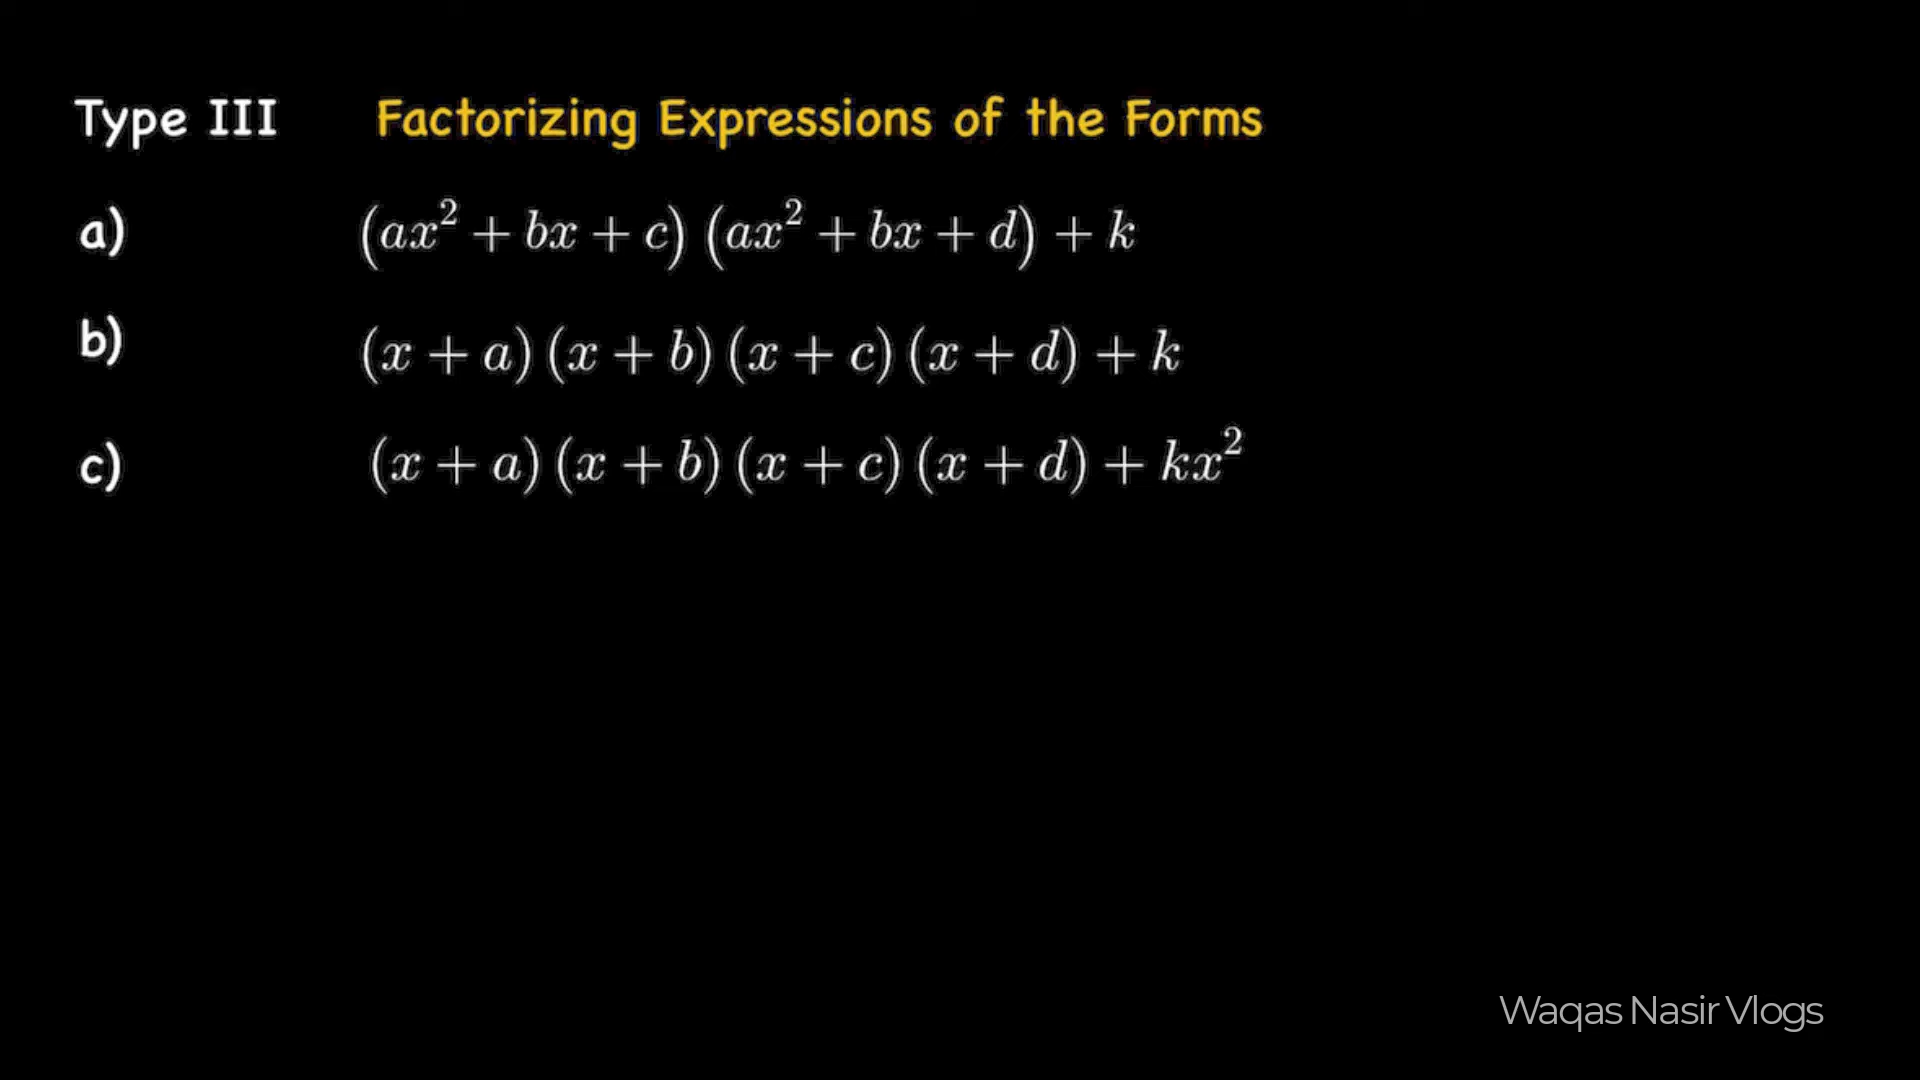 Type III Factorizing Expressions of the Forms
a) (ax² + bx + c) (ax² + bx + d) + k
b) (x + a) (x + b) (x + c) (x + d) + k
c) (x + a) (x + b) (x + c) (x + d) + kx²
Waqas Nasir Vlogs